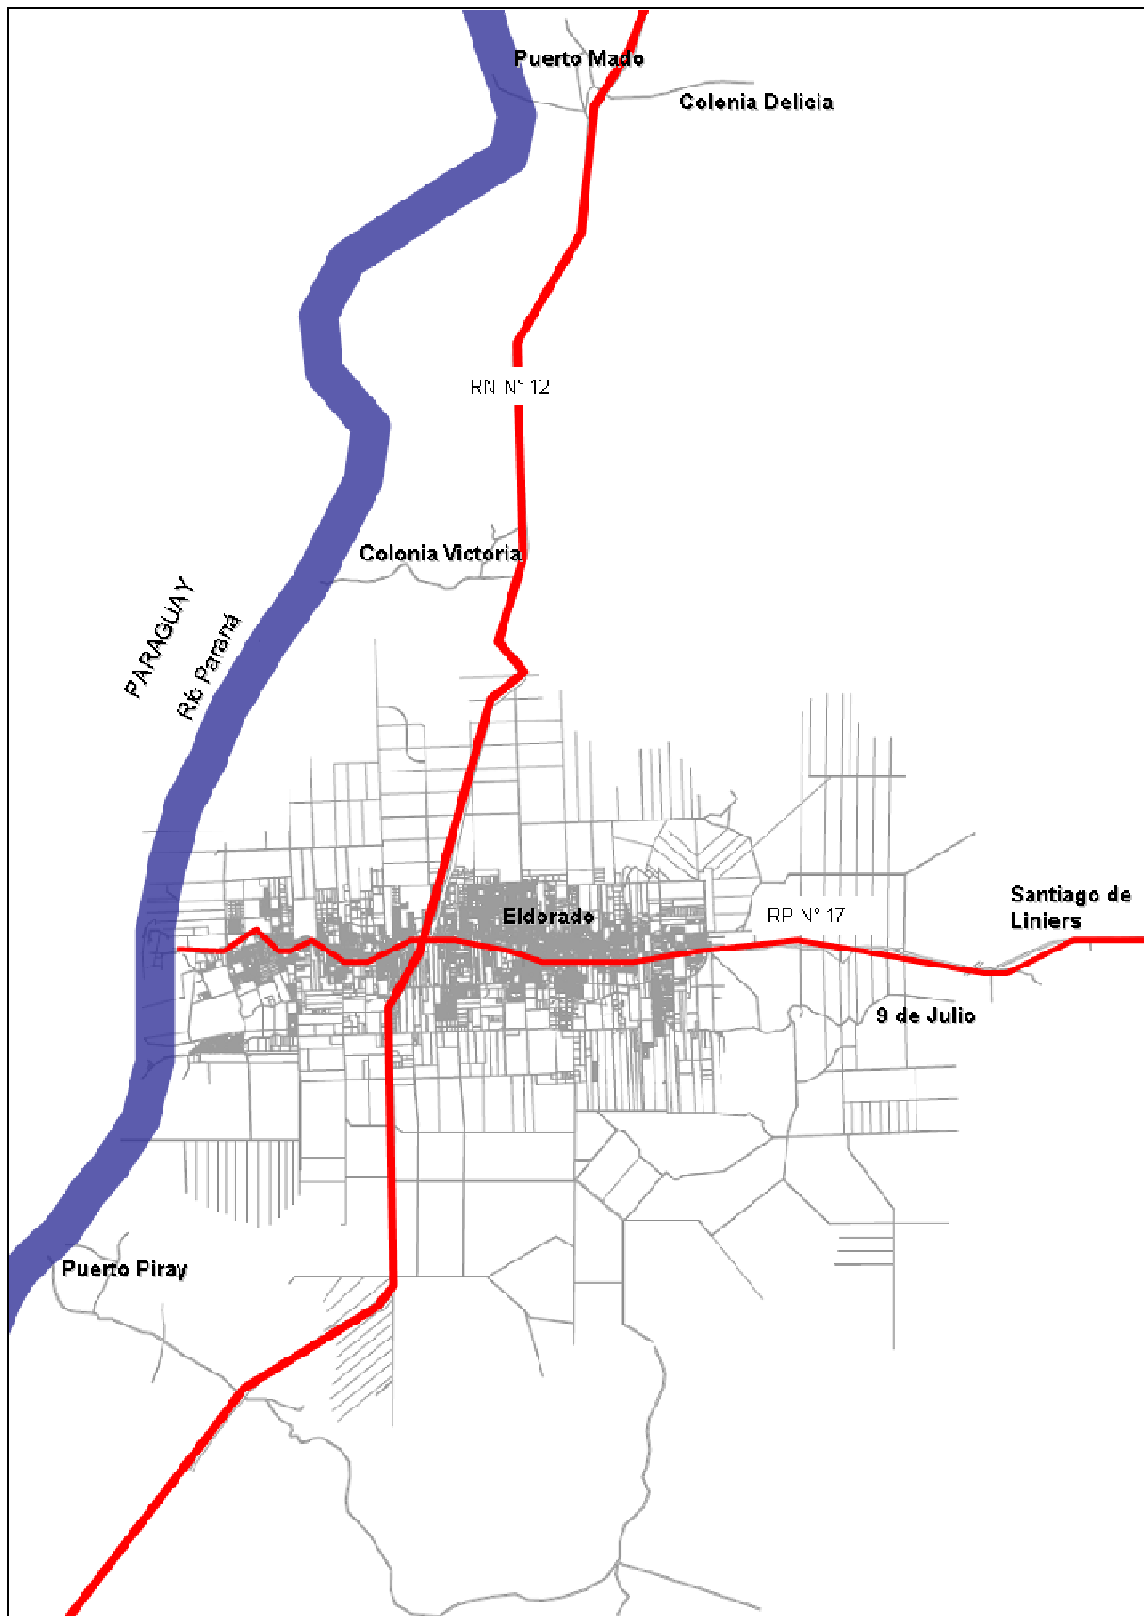 Puerto Mado
Colonia Delicia
RN N° 12
Colonia Victoria
PARAGUAY
Río Paraná
Eldorado
RP N° 17
Santiago de
Liniers
9 de Julio
Puerto Piray